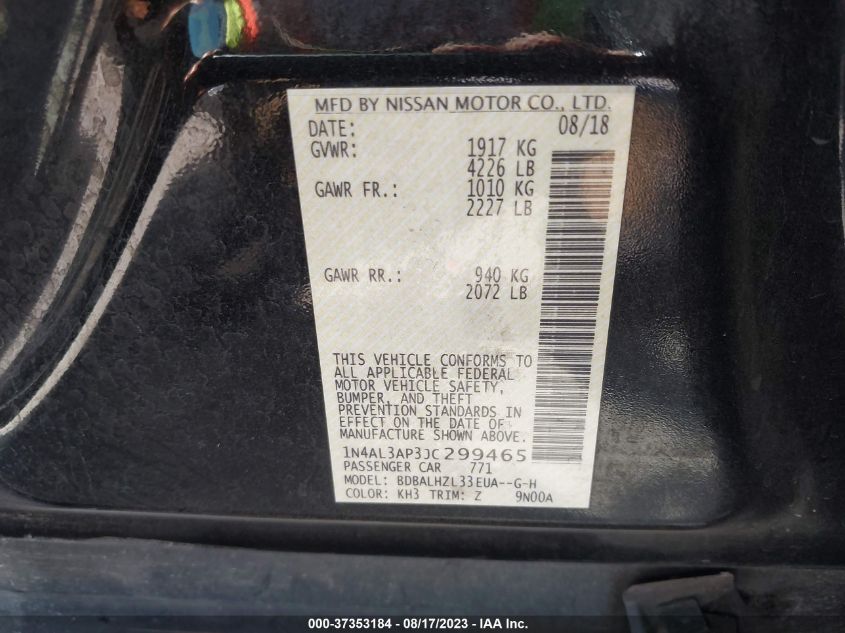 MFD BY NISSAN MOTOR CO., LTD.
DATE: 08/18
GVWR: 1917 KG
4226 LB
GAWR FR.: 1010 KG
2227 LB
GAWR RR.: 940 KG
2072 LB
THIS VEHICLE CONFORMS TO
ALL APPLICABLE FEDERAL
MOTOR VEHICLE SAFETY,
BUMPER, AND THEFT
PREVENTION STANDARDS IN
EFFECT ON THE DATE OF
MANUFACTURE SHOWN ABOVE.
1N4AL3AP3JC299465
PASSENGER CAR 771
MODEL: BDBALHZL33EUA--G-H
COLOR: KH3 TRIM: Z 9N00A
000-37353184 - 08/17/2023 - IAA Inc.